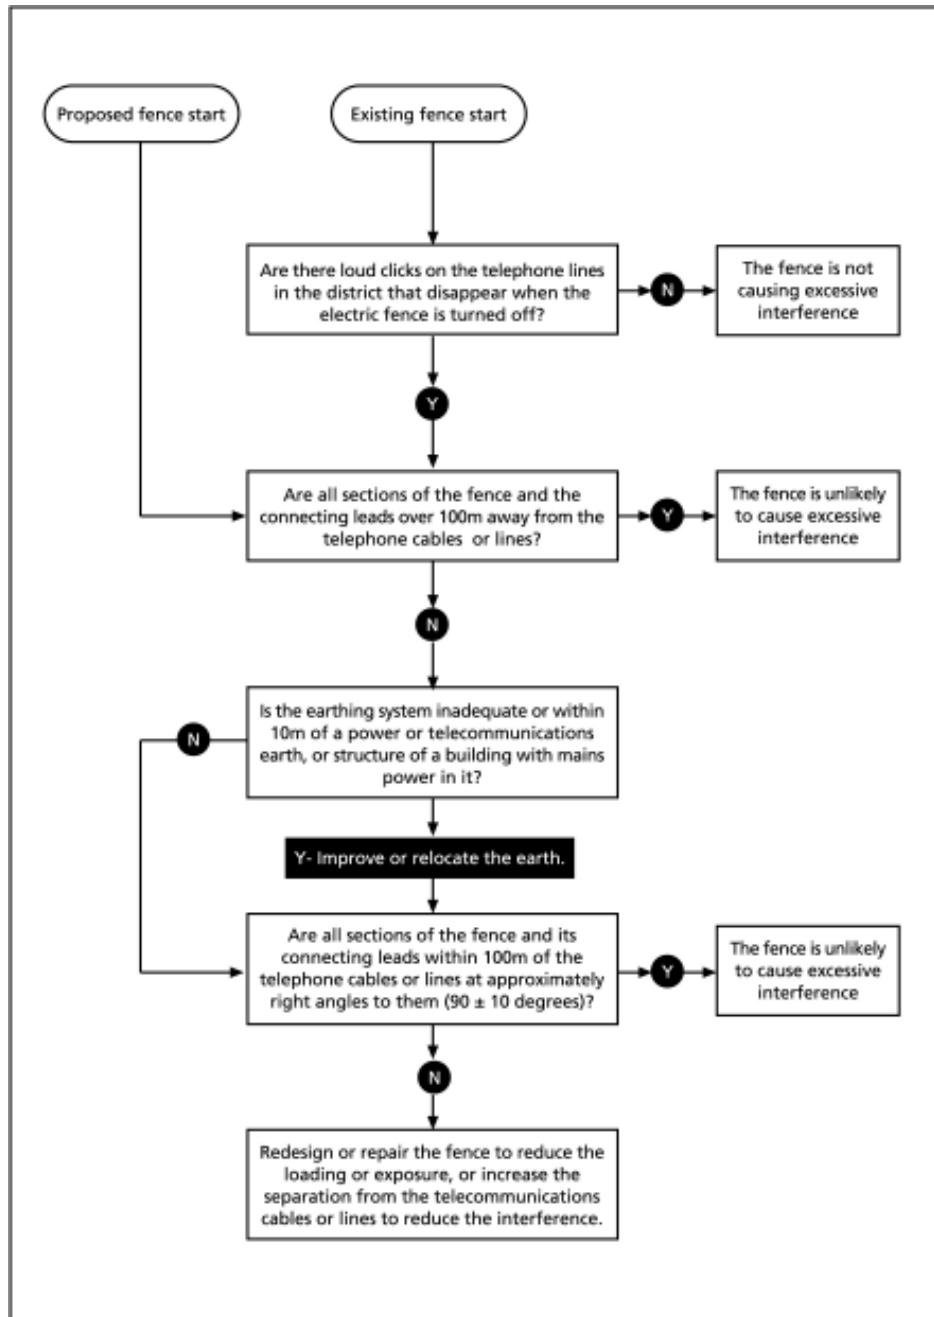 Proposed fence start
Existing fence start
Are there loud clicks on the telephone lines
in the district that disappear when the
electric fence is turned off?
N
The fence is not
causing excessive
interference
Y
Are all sections of the fence and the
connecting leads over 100m away from the
telephone cables or lines?
Y
The fence is unlikely
to cause excessive
interference
N
Is the earthing system inadequate or within
10m of a power or telecommunications
earth, or structure of a building with mains
power in it?
N
Y- Improve or relocate the earth.
Are all sections of the fence and its
connecting leads within 100m of the
telephone cables or lines at approximately
right angles to them (90 ± 10 degrees)?
Y
The fence is unlikely
to cause excessive
interference
N
Redesign or repair the fence to reduce the
loading or exposure, or increase the
separation from the telecommunications
cables or lines to reduce the interference.